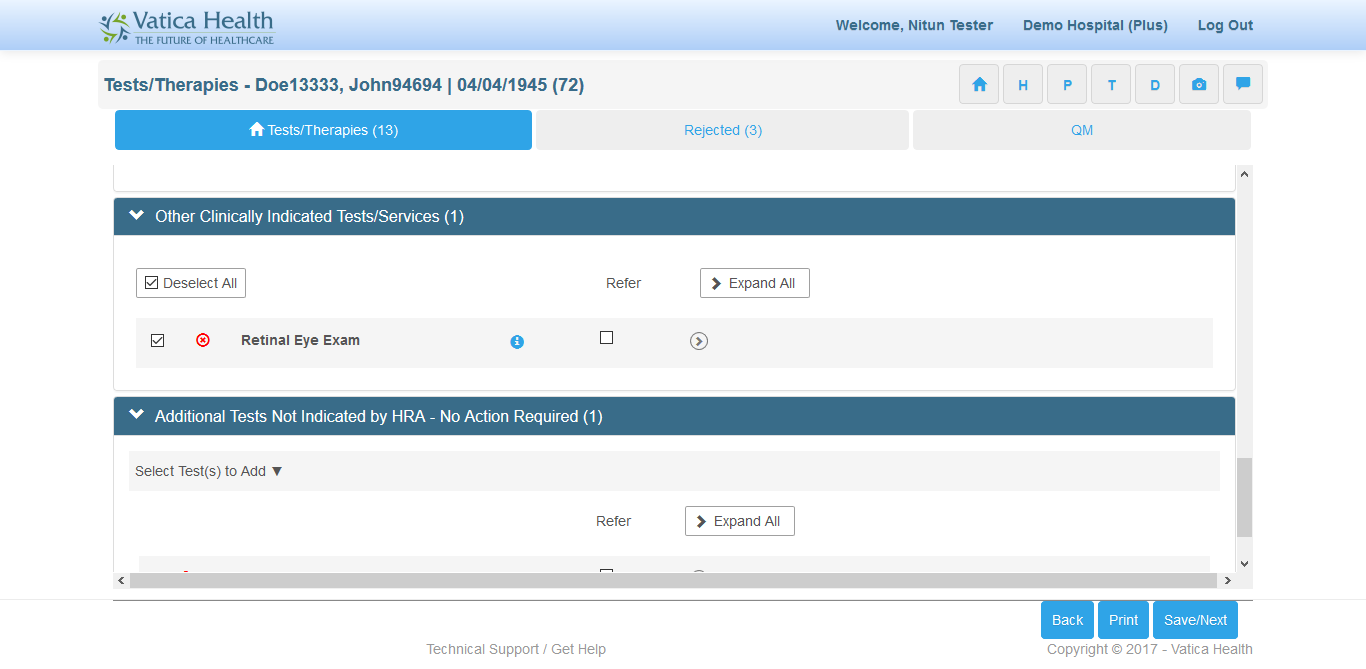 Vatica Health
THE FUTURE OF HEALTHCARE
Welcome, Nitun Tester
Demo Hospital (Plus)
Log Out
Tests/Therapies - Doe13333, John94694 | 04/04/1945 (72)
H
P
T
D
Tests/Therapies (13)
Rejected (3)
QM
Other Clinically Indicated Tests/Services (1)
Deselect All
Refer
Expand All
Retinal Eye Exam
Additional Tests Not Indicated by HRA - No Action Required (1)
Select Test(s) to Add ▼
Refer
Expand All
Back
Print
Save/Next
Technical Support / Get Help
Copyright © 2017 - Vatica Health